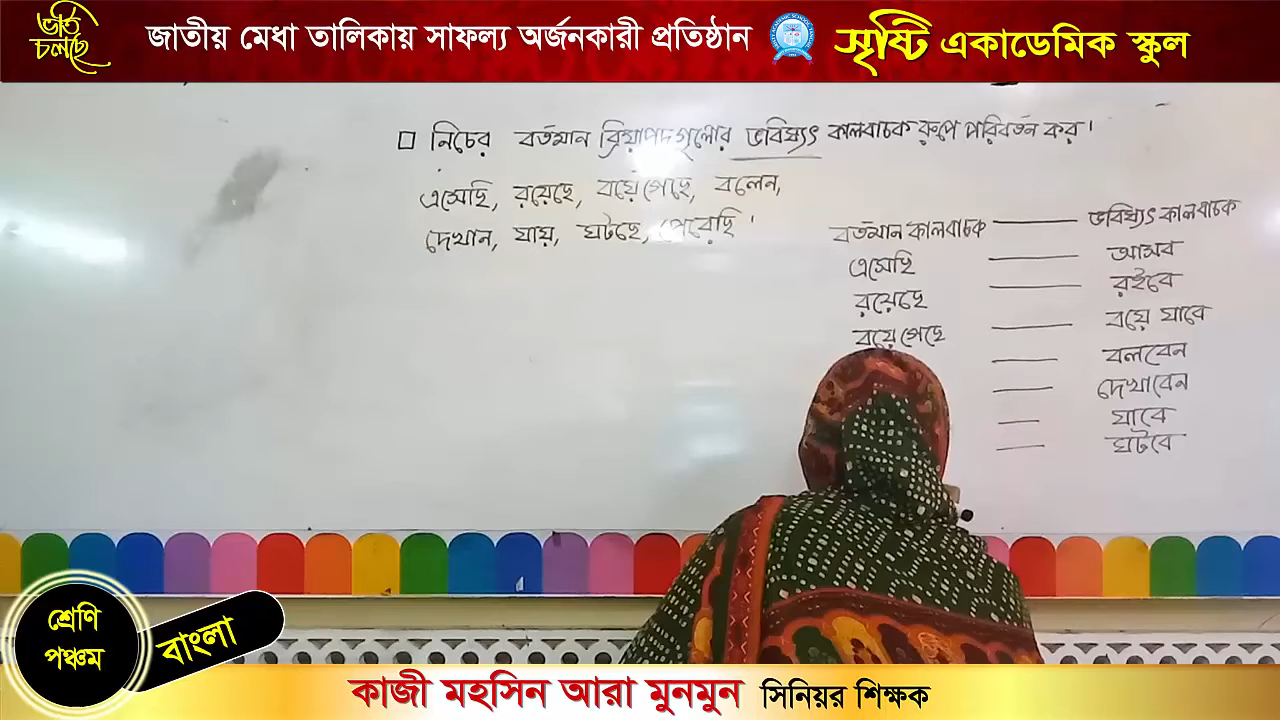 ভর্তি চলছে
জাতীয় মেধা তালিকায় সাফল্য অর্জনকারী প্রতিষ্ঠান সৃষ্টি একাডেমিক স্কুল
নিচের বর্তমান ক্রিয়াপদগুলোর ভবিষ্যৎ কালবাচক রুপে পরিবর্তন কর।
এসেছি, রয়েছে, বয়েগেছে, বলেন,
দেখান, যায়, ঘটছে, পেরেছি।
বর্তমান কালবাচক — ভবিষ্যৎ কালবাচক
এসেছি — আসব
রয়েছে — রইবে
বয়েগেছে — বয়ে যাবে
— বলবেন
— দেখাবেন
— যাবে
— ঘটবে
শ্রেণি
পঞ্চম
বাংলা
কাজী মহসিন আরা মুনমুন সিনিয়র শিক্ষক